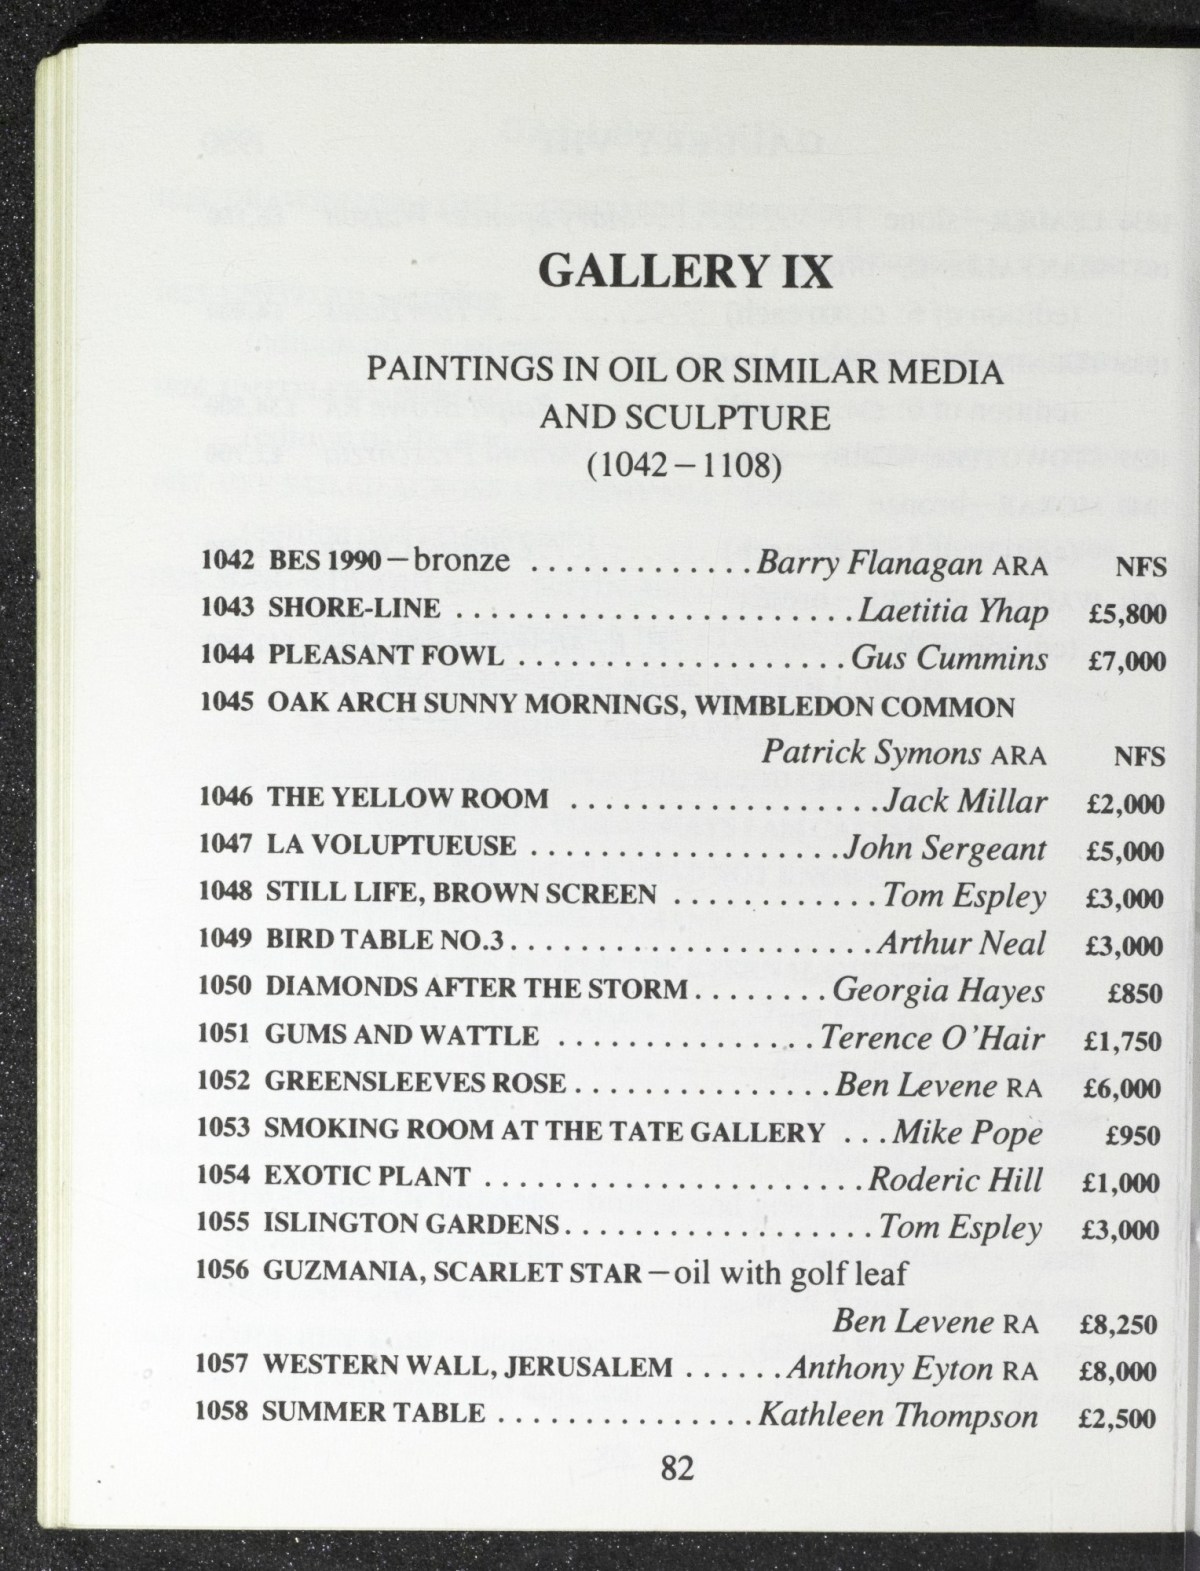 GALLERY IX
PAINTINGS IN OIL OR SIMILAR MEDIA
AND SCULPTURE
(1042–1108)
1042 BES 1990–bronze .............Barry Flanagan ARA NFS
1043 SHORE-LINE .......................Laetitia Yhap £5,800
1044 PLEASANT FOWL ...................Gus Cummins £7,000
1045 OAK ARCH SUNNY MORNINGS, WIMBLEDON COMMON
Patrick Symons ARA NFS
1046 THE YELLOW ROOM ..................Jack Millar £2,000
1047 LA VOLUPTUEUSE ..................John Sergeant £5,000
1048 STILL LIFE, BROWN SCREEN ............Tom Espley £3,000
1049 BIRD TABLE NO.3.....................Arthur Neal £3,000
1050 DIAMONDS AFTER THE STORM........Georgia Hayes £850
1051 GUMS AND WATTLE ...............Terence O'Hair £1,750
1052 GREENSLEEVES ROSE...............Ben Levene RA £6,000
1053 SMOKING ROOM AT THE TATE GALLERY ...Mike Pope £950
1054 EXOTIC PLANT ......................Roderic Hill £1,000
1055 ISLINGTON GARDENS..................Tom Espley £3,000
1056 GUZMANIA, SCARLET STAR–oil with golf leaf
Ben Levene RA £8,250
1057 WESTERN WALL, JERUSALEM ......Anthony Eyton RA £8,000
1058 SUMMER TABLE ...............Kathleen Thompson £2,500
82